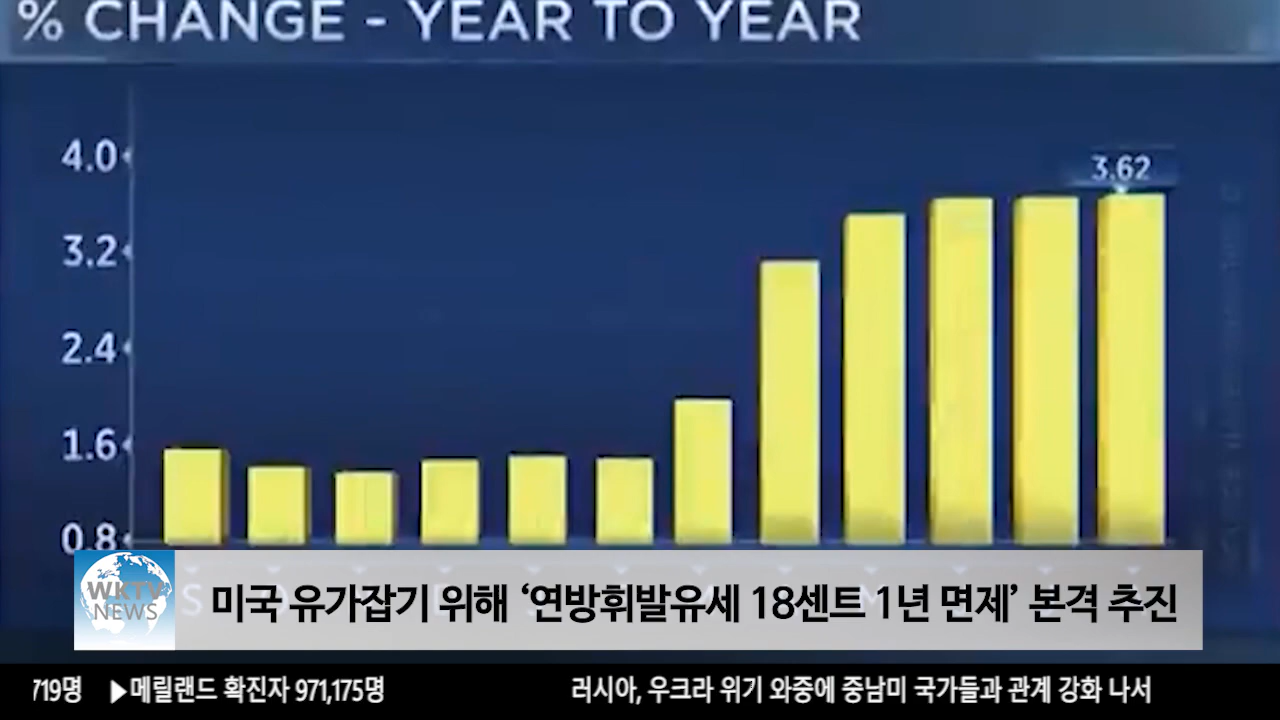 % CHANGE - YEAR TO YEAR
4.0
3.62
3.2
2.4
1.6
0.8
WKTV
NEWS
미국 유가잡기 위해 ‘연방휘발유세 18센트 1년 면제’ 본격 추진
719명 ▶메릴랜드 확진자 971,175명 러시아, 우크라 위기 와중에 중남미 국가들과 관계 강화 나서